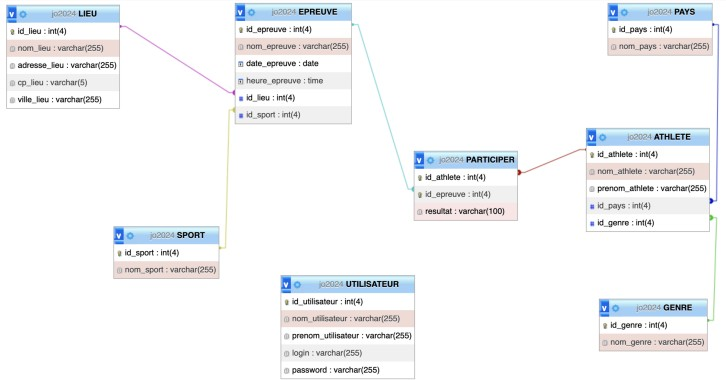 jo2024 LIEU
id_lieu : int(4)
nom_lieu : varchar(255)
adresse_lieu : varchar(255)
cp_lieu : varchar(5)
ville_lieu : varchar(255)
jo2024 EPREUVE
id_epreuve : int(4)
nom_epreuve : varchar(255)
date_epreuve : date
heure_epreuve : time
id_lieu : int(4)
id_sport : int(4)
jo2024 PAYS
id_pays : int(4)
nom_pays : varchar(255)
jo2024 ATHLETE
id_athlete : int(4)
nom_athlete : varchar(255)
prenom_athlete : varchar(255)
id_pays : int(4)
id_genre : int(4)
jo2024 PARTICIPER
id_athlete : int(4)
id_epreuve : int(4)
resultat : varchar(100)
jo2024 SPORT
id_sport : int(4)
nom_sport : varchar(255)
jo2024 UTILISATEUR
id_utilisateur : int(4)
nom_utilisateur : varchar(255)
prenom_utilisateur : varchar(255)
login : varchar(255)
password : varchar(255)
jo2024 GENRE
id_genre : int(4)
nom_genre : varchar(255)